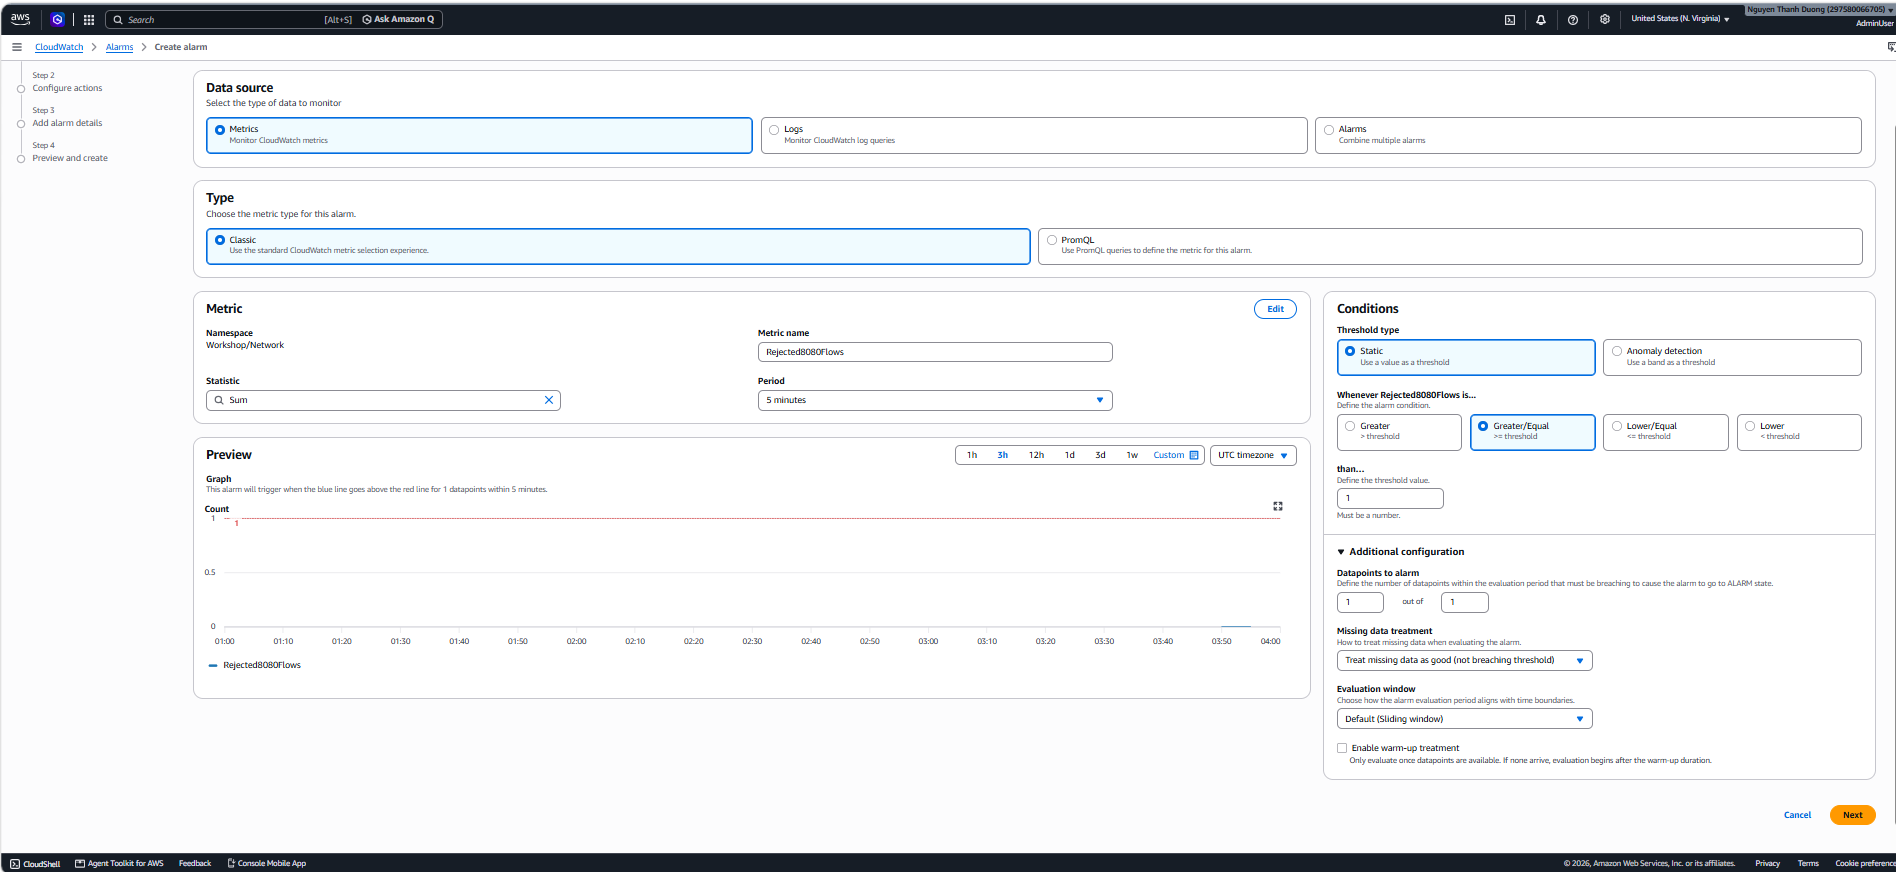 aws
Search
[Alt+S]
Ask Amazon Q
United States (N. Virginia)
Nguyen Thanh Duong (297580066705)
AdminUser
CloudWatch
Alarms
Create alarm
Step 2
Configure actions
Step 3
Add alarm details
Step 4
Preview and create
Data source
Select the type of data to monitor
Metrics
Monitor CloudWatch metrics
Logs
Monitor CloudWatch log queries
Alarms
Combine multiple alarms
Type
Choose the metric type for this alarm.
Classic
Use the standard CloudWatch metric selection experience.
PromQL
Use PromQL queries to define the metric for this alarm.
Metric
Edit
Namespace
Workshop/Network
Metric name
Rejected8080Flows
Statistic
Sum
Period
5 minutes
Preview
1h 3h 12h 1d 3d 1w Custom
UTC timezone
Graph
This alarm will trigger when the blue line goes above the red line for 1 datapoints within 5 minutes.
Count
1
1
0.5
0
01:00 01:10 01:20 01:30 01:40 01:50 02:00 02:10 02:20 02:30 02:40 02:50 03:00 03:10 03:20 03:30 03:40 03:50 04:00
Rejected8080Flows
Conditions
Threshold type
Static
Use a value as a threshold
Anomaly detection
Use a band as a threshold
Whenever Rejected8080Flows is...
Define the alarm condition.
Greater
> threshold
Greater/Equal
>= threshold
Lower/Equal
<= threshold
Lower
< threshold
than...
Define the threshold value.
1
Must be a number.
Additional configuration
Datapoints to alarm
Define the number of datapoints within the evaluation period that must be breaching to cause the alarm to go to ALARM state.
1 out of 1
Missing data treatment
How to treat missing data when evaluating the alarm.
Treat missing data as good (not breaching threshold)
Evaluation window
Choose how the alarm evaluation period aligns with time boundaries.
Default (Sliding window)
Enable warm-up treatment
Only evaluate once datapoints are available. If none arrive, evaluation begins after the warm-up duration.
Cancel
Next
CloudShell
Agent Toolkit for AWS
Feedback
Console Mobile App
© 2026, Amazon Web Services, Inc. or its affiliates.
Privacy
Terms
Cookie preference